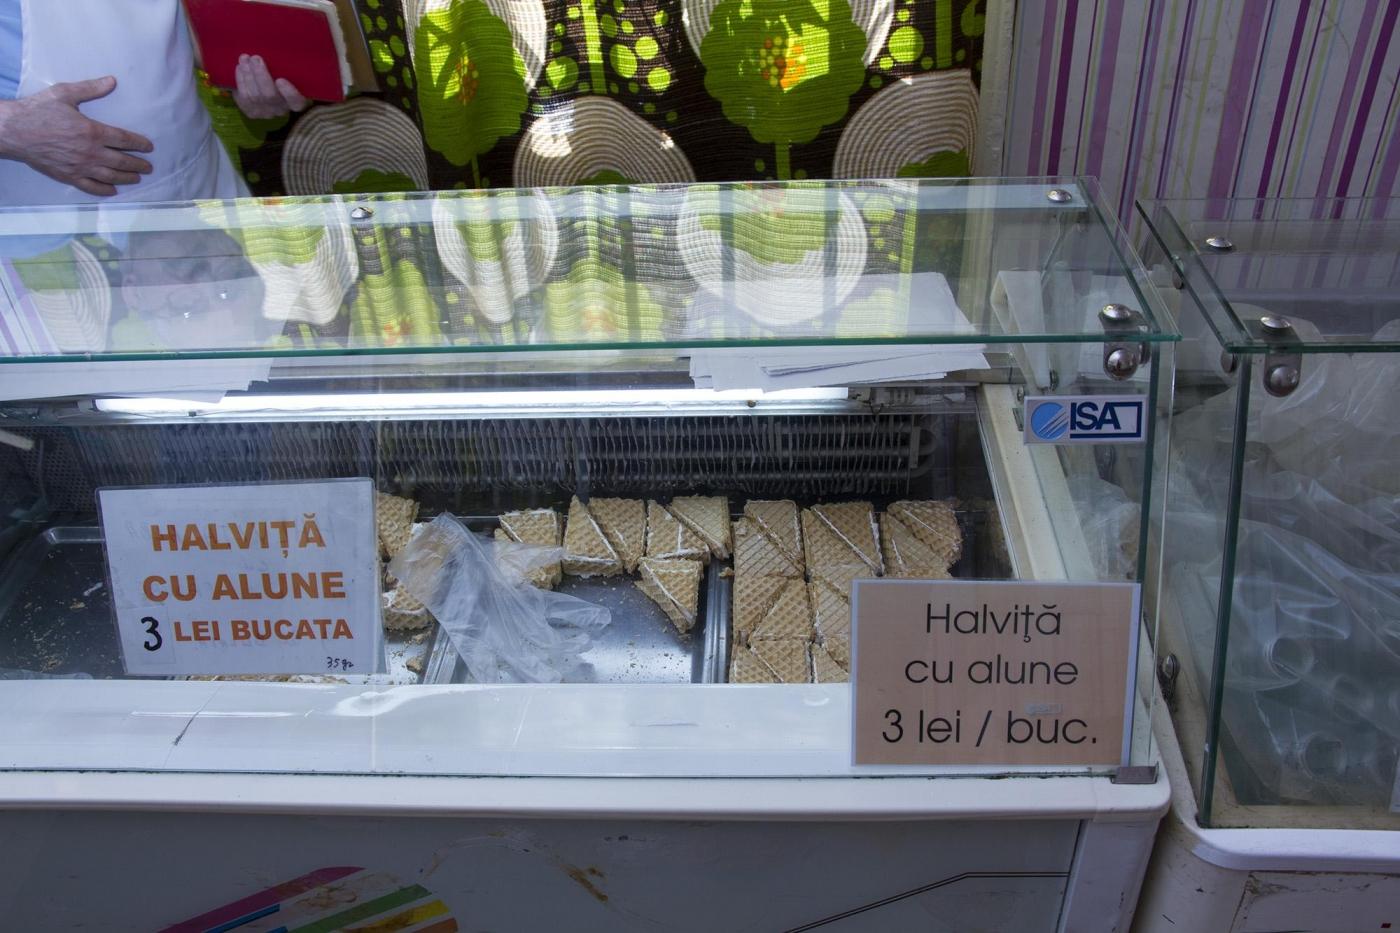 HALVIȚĂ
CU ALUNE
3 LEI BUCATA
35gr
ISA
Halviţă
cu alune
3 lei / buc.